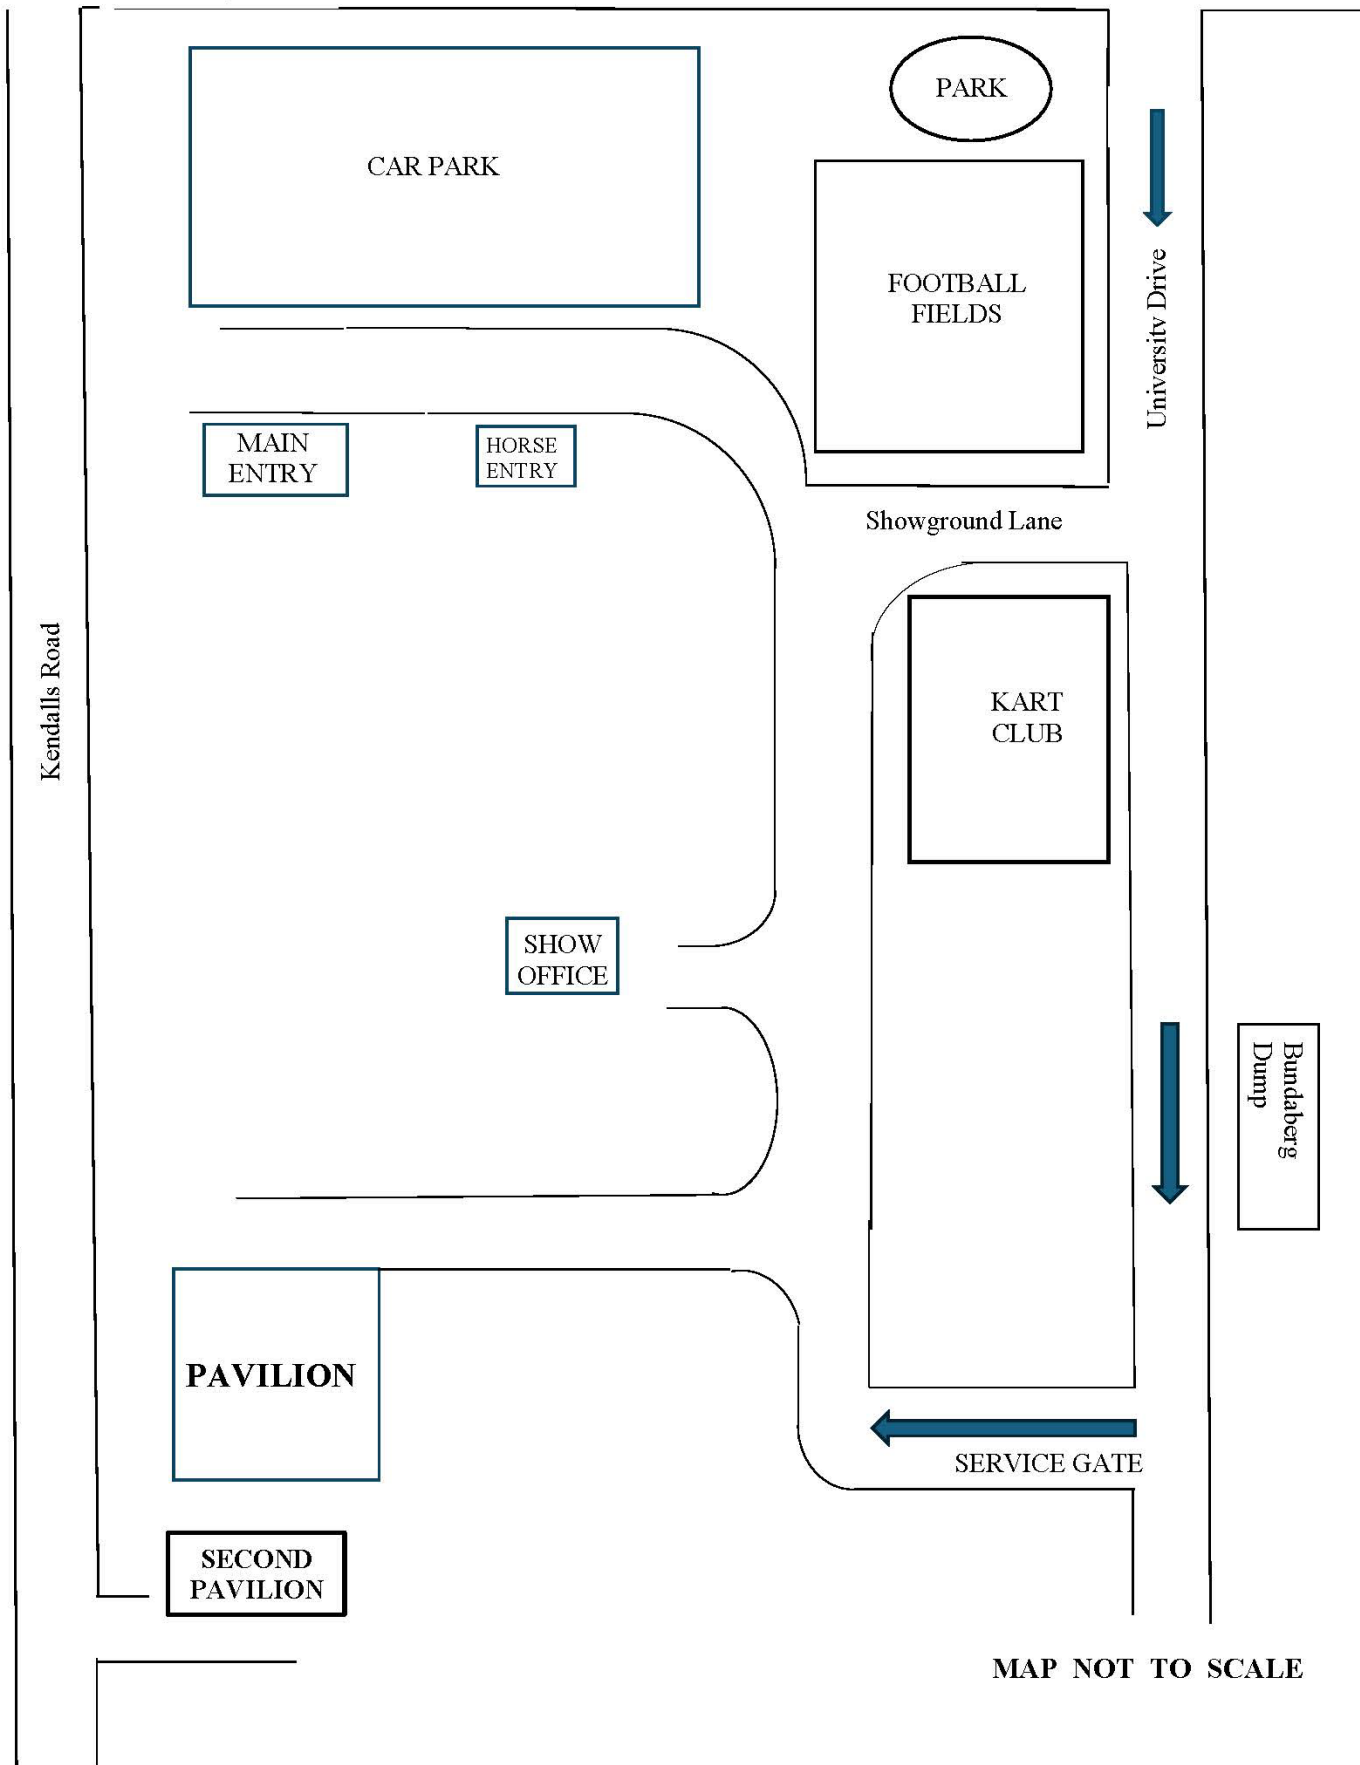 PARK
CAR PARK
FOOTBALL
FIELDS
University Drive
MAIN
ENTRY
HORSE
ENTRY
Showground Lane
Kendalls Road
KART
CLUB
SHOW
OFFICE
Bundaberg
Dump
PAVILION
SERVICE GATE
SECOND
PAVILION
MAP NOT TO SCALE